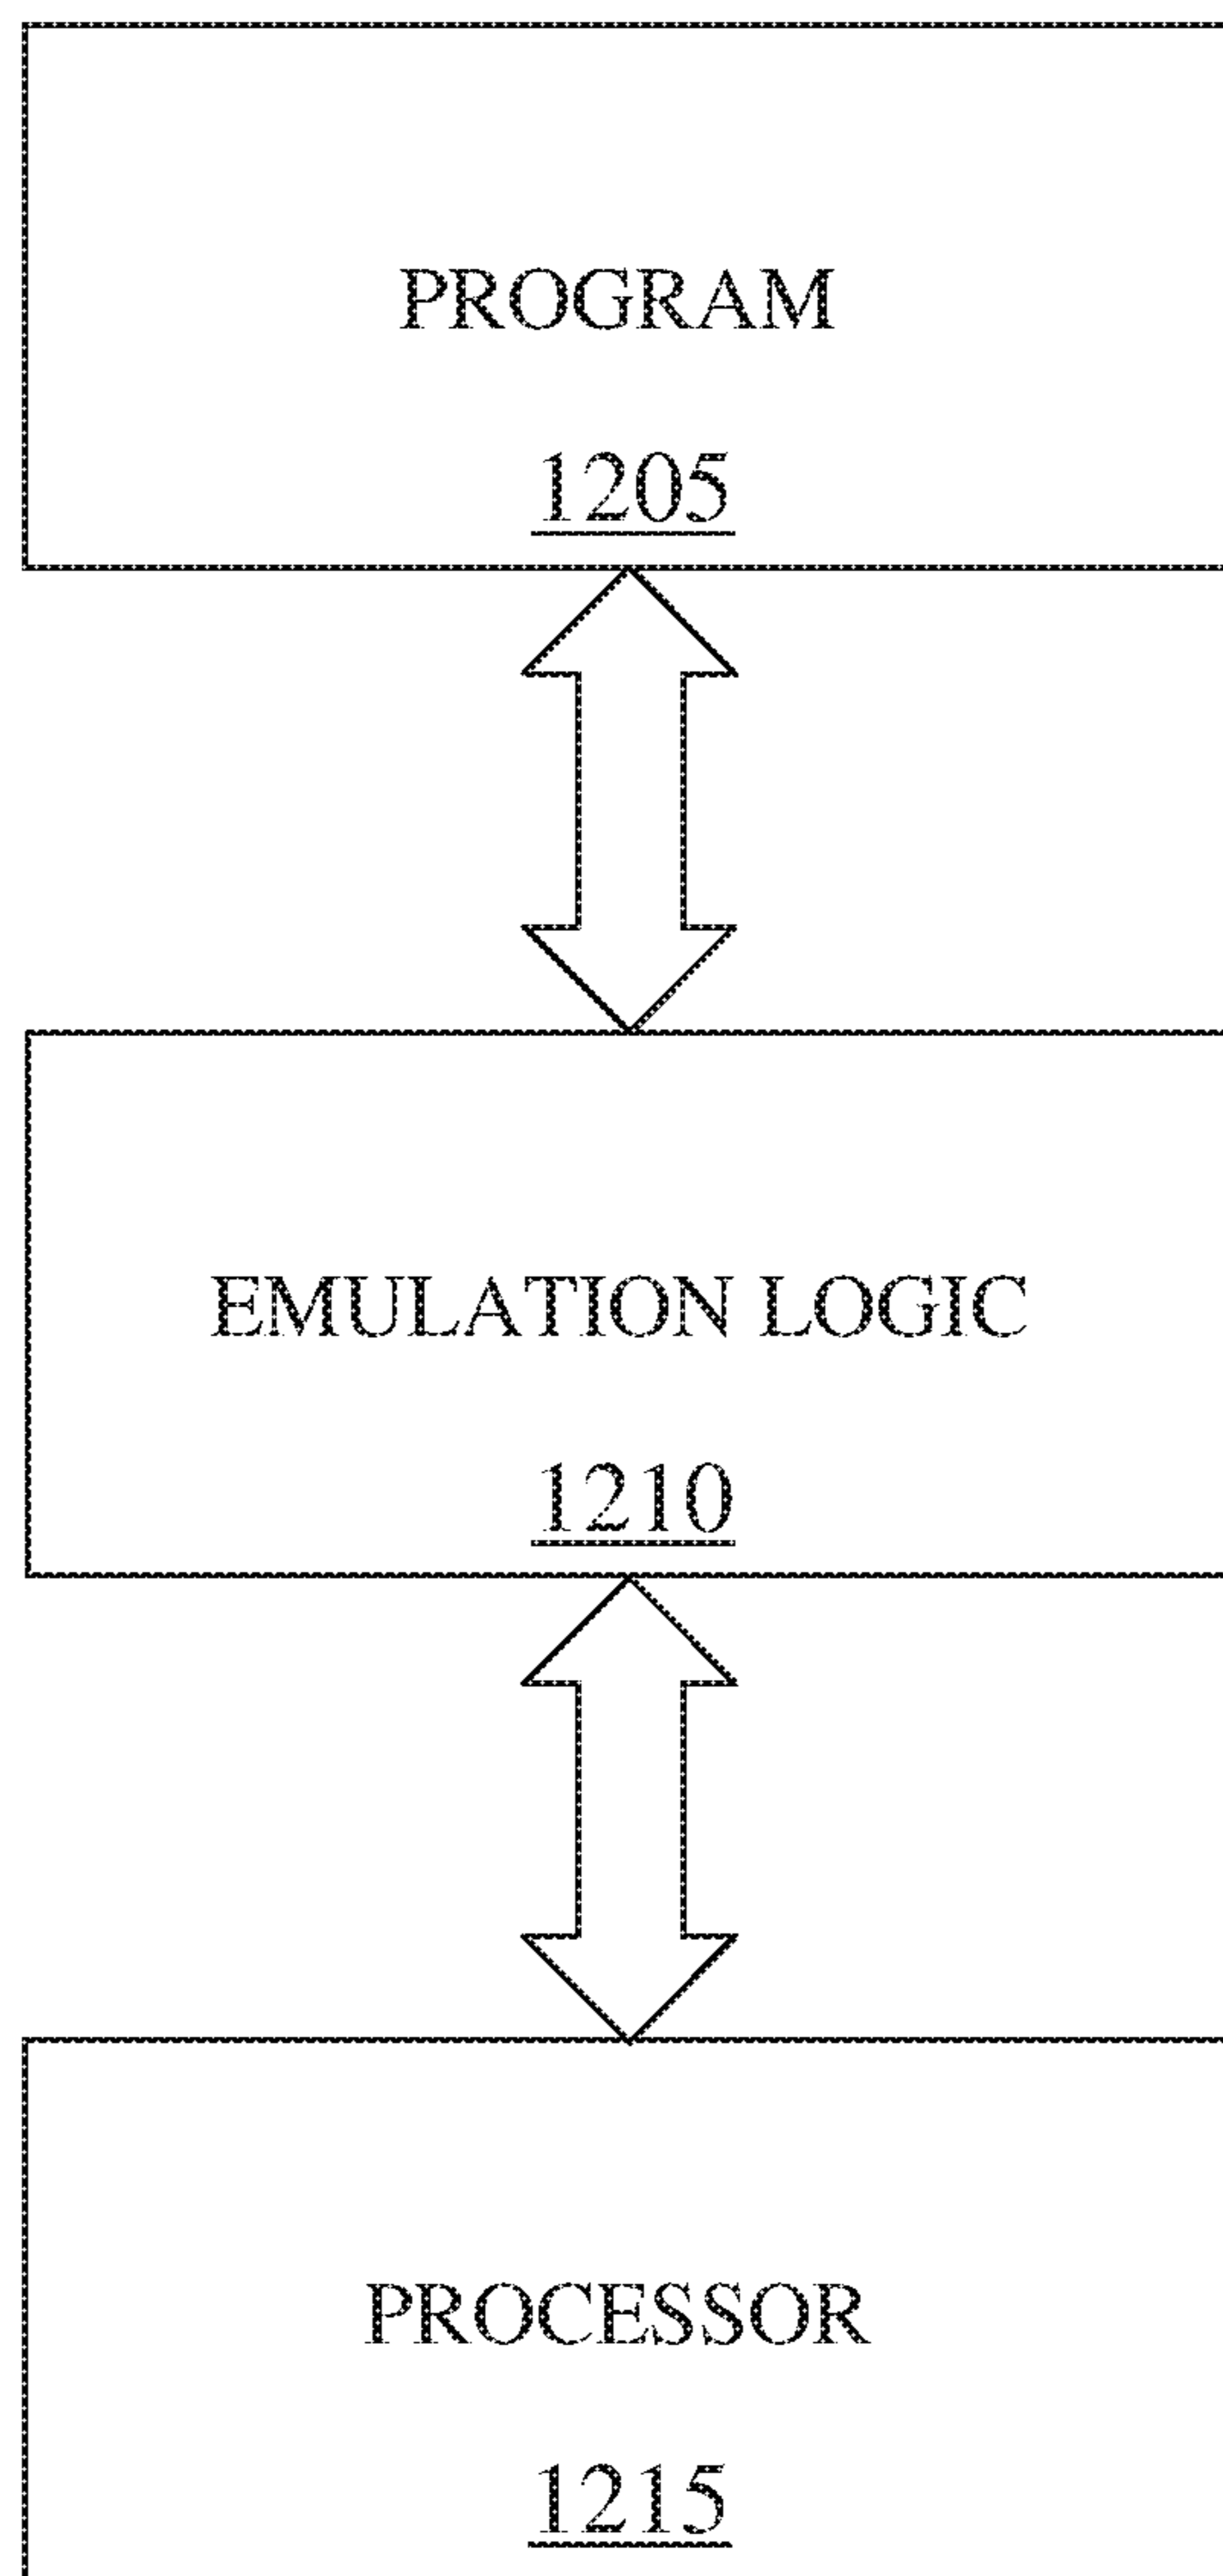 PROGRAM
1205
EMULATION LOGIC
1210
PROCESSOR
1215